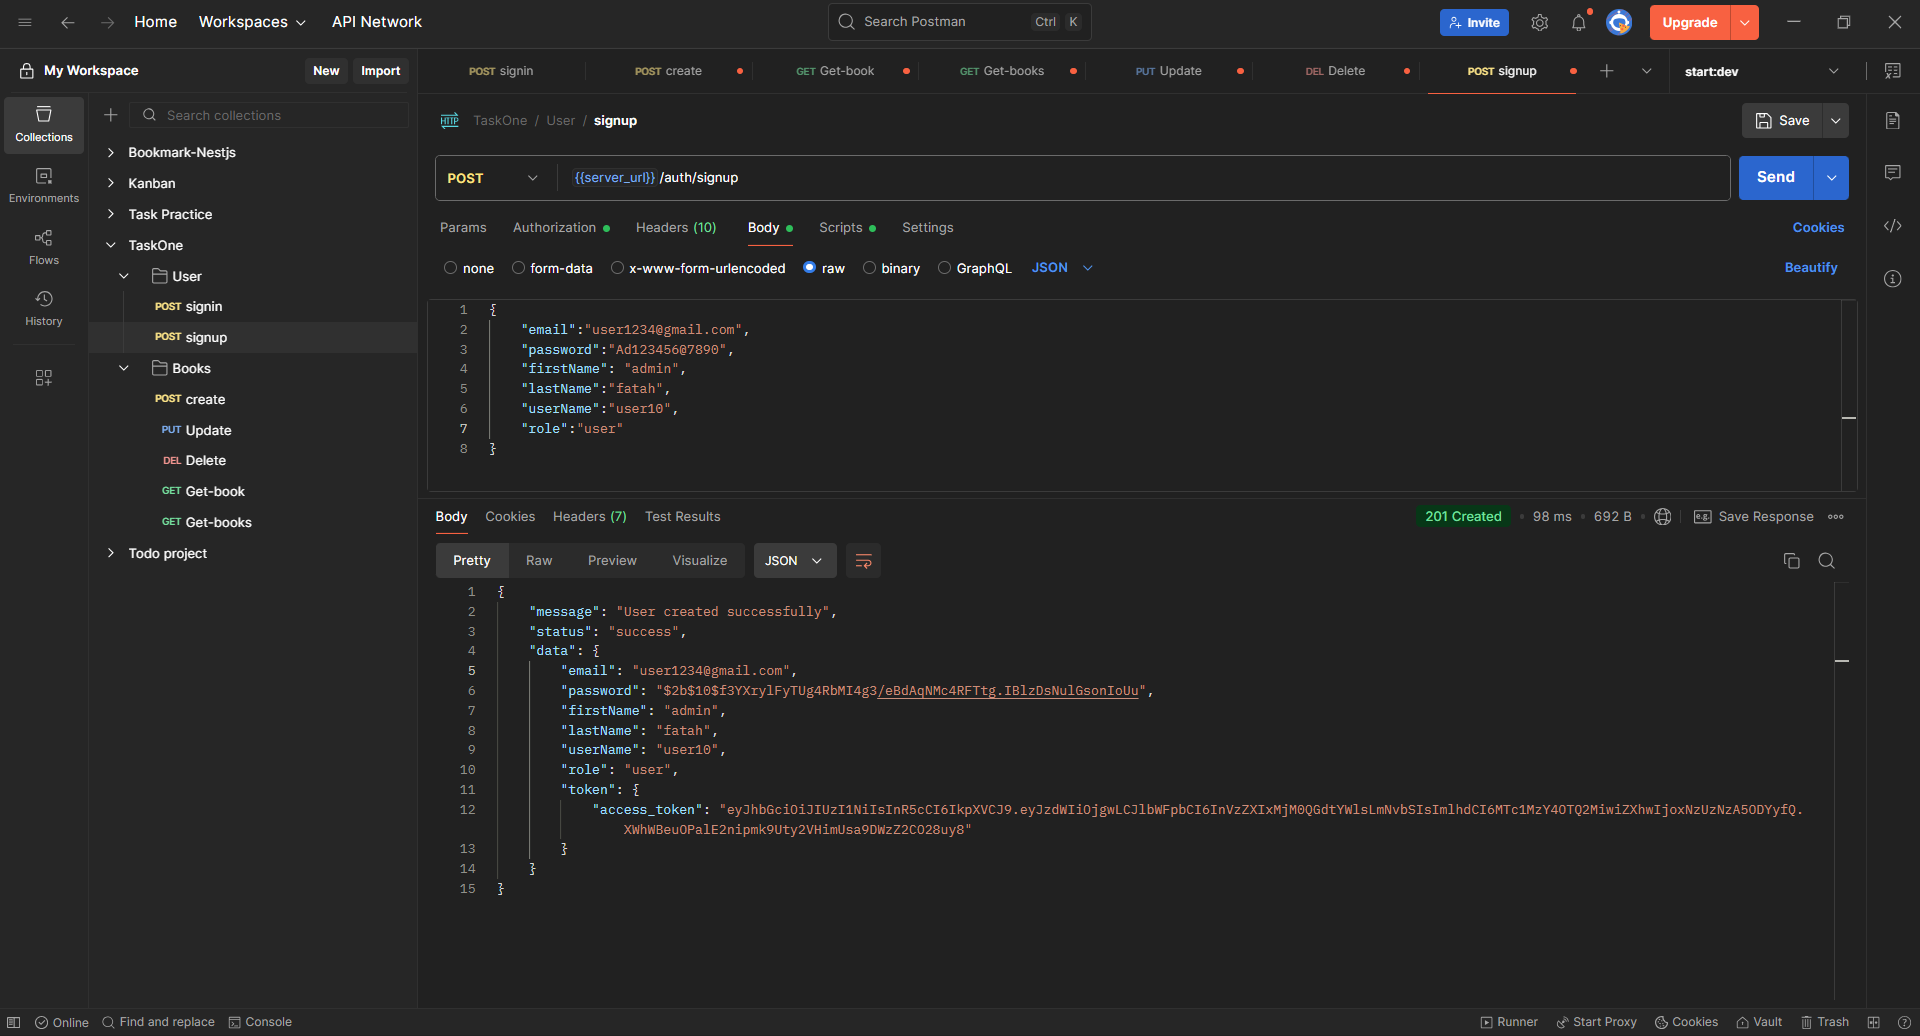 Home Workspaces API Network Search Postman Ctrl K Invite Upgrade
My Workspace New Import POST signin POST create GET Get-book GET Get-books PUT Update DEL Delete POST signup start:dev
Collections
Environments
Flows
History
Search collections
Bookmark-Nestjs
Kanban
Task Practice
TaskOne
User
POST signin
POST signup
Books
POST create
PUT Update
DEL Delete
GET Get-book
GET Get-books
Todo project
HTTP TaskOne / User / signup Save
POST {{server_url}} /auth/signup Send
Params Authorization Headers (10) Body Scripts Settings Cookies
none form-data x-www-form-urlencoded raw binary GraphQL JSON Beautify
1 {
2 "email":"user1234@gmail.com",
3 "password":"Ad123456@7890",
4 "firstName": "admin",
5 "lastName":"fatah",
6 "userName":"user10",
7 "role":"user"
8 }
Body Cookies Headers (7) Test Results 201 Created • 98 ms • 692 B • e.g. Save Response
Pretty Raw Preview Visualize JSON
1 {
2 "message": "User created successfully",
3 "status": "success",
4 "data": {
5 "email": "user1234@gmail.com",
6 "password": "$2b$10$f3YXrylFyTUg4RbMI4g3/eBdAqNMc4RFTtg.IBlzDsNulGsonIoUu",
7 "firstName": "admin",
8 "lastName": "fatah",
9 "userName": "user10",
10 "role": "user",
11 "token": {
12 "access_token": "eyJhbGciOiJIUzI1NiIsInR5cCI6IkpXVCJ9.eyJzdWIiOjgwLCJlbWFpbCI6InVzZXIxMjM0QGdtYWlsLmNvbSIsImlhdCI6MTc1MzY4OTQ2MiwiZXhwIjoxNzUzNzA5ODYyfQ.
XWhWBeuOPalE2nipmk9Uty2VHimUsa9DWzZ2CO28uy8"
13 }
14 }
15 }
Online Find and replace Console Runner Start Proxy Cookies Vault Trash